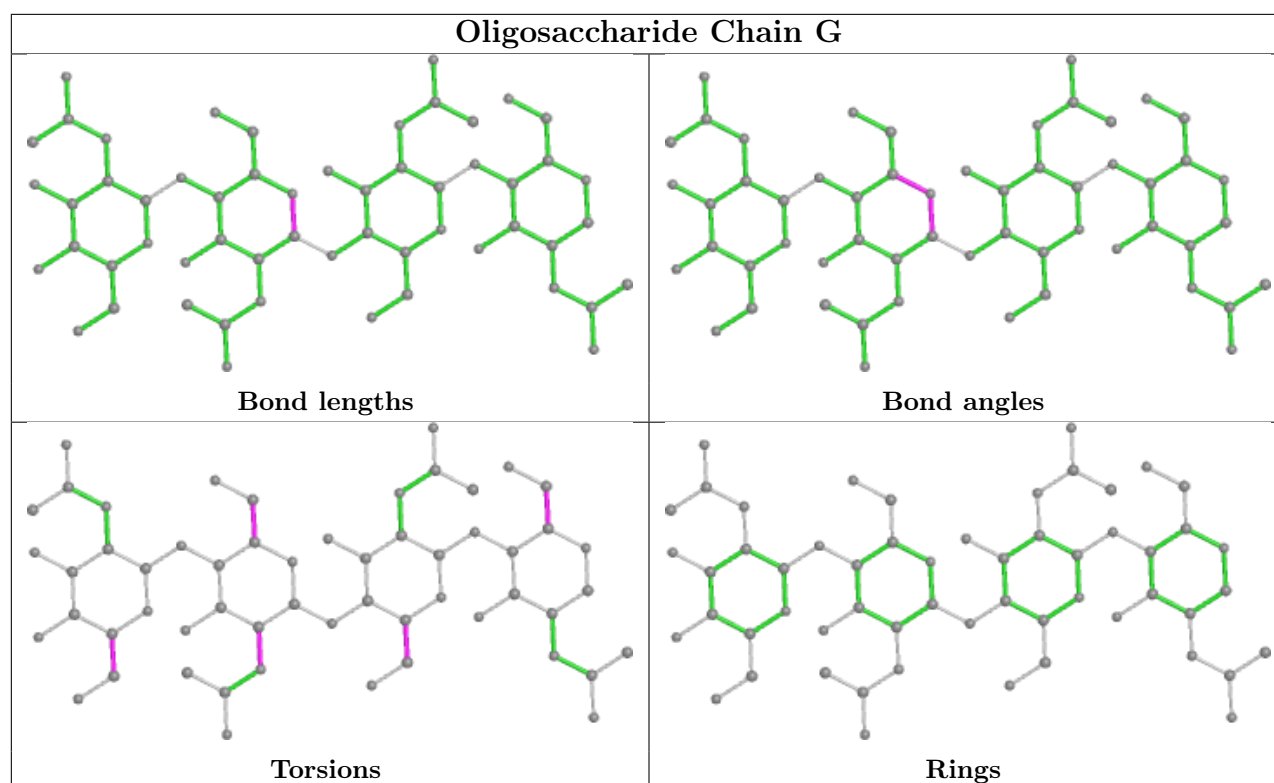 Oligosaccharide Chain G
Bond lengths
Bond angles
Torsions
Rings